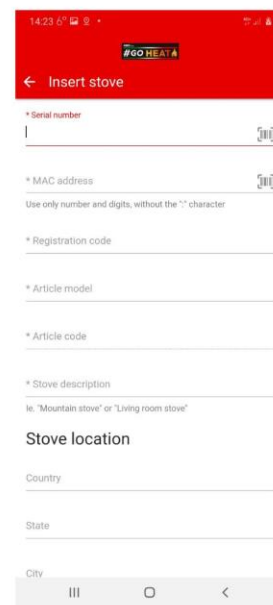 14:23 6°
#GO HEAT
Insert stove
* Serial number
* MAC address
Use only number and digits, without the ":" character
* Registration code
* Article model
* Article code
* Stove description
Ie. "Mountain stove" or "Living room stove"
Stove location
Country
State
City